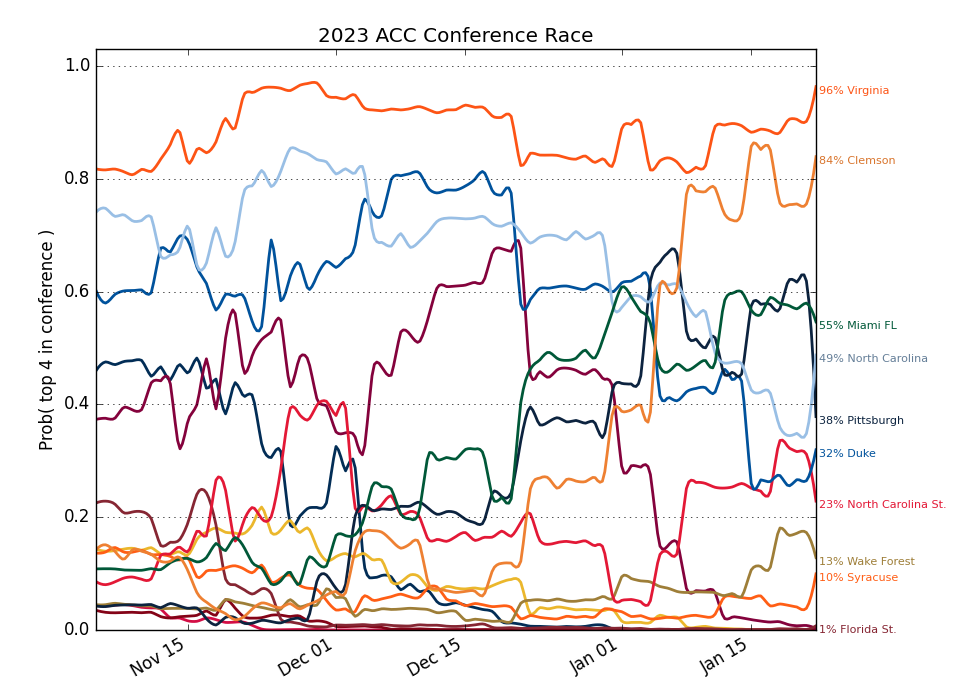 2023 ACC Conference Race
Prob( top 4 in conference )
1.0
0.8
0.6
0.4
0.2
0.0
Nov 15
Dec 01
Dec 15
Jan 01
Jan 15
96% Virginia
84% Clemson
55% Miami FL
49% North Carolina
38% Pittsburgh
32% Duke
23% North Carolina St.
13% Wake Forest
10% Syracuse
1% Florida St.